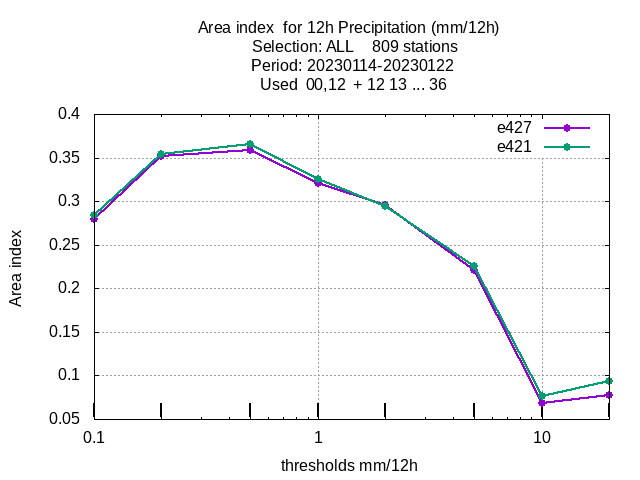 Area index  for 12h Precipitation (mm/12h)
Selection: ALL    809 stations
Period: 20230114-20230122
Used  00,12  + 12 13 ... 36
0.4
e427
e421
0.35
0.3
0.25
Area index
0.2
0.15
0.1
0.05
0.1 1 10
thresholds mm/12h